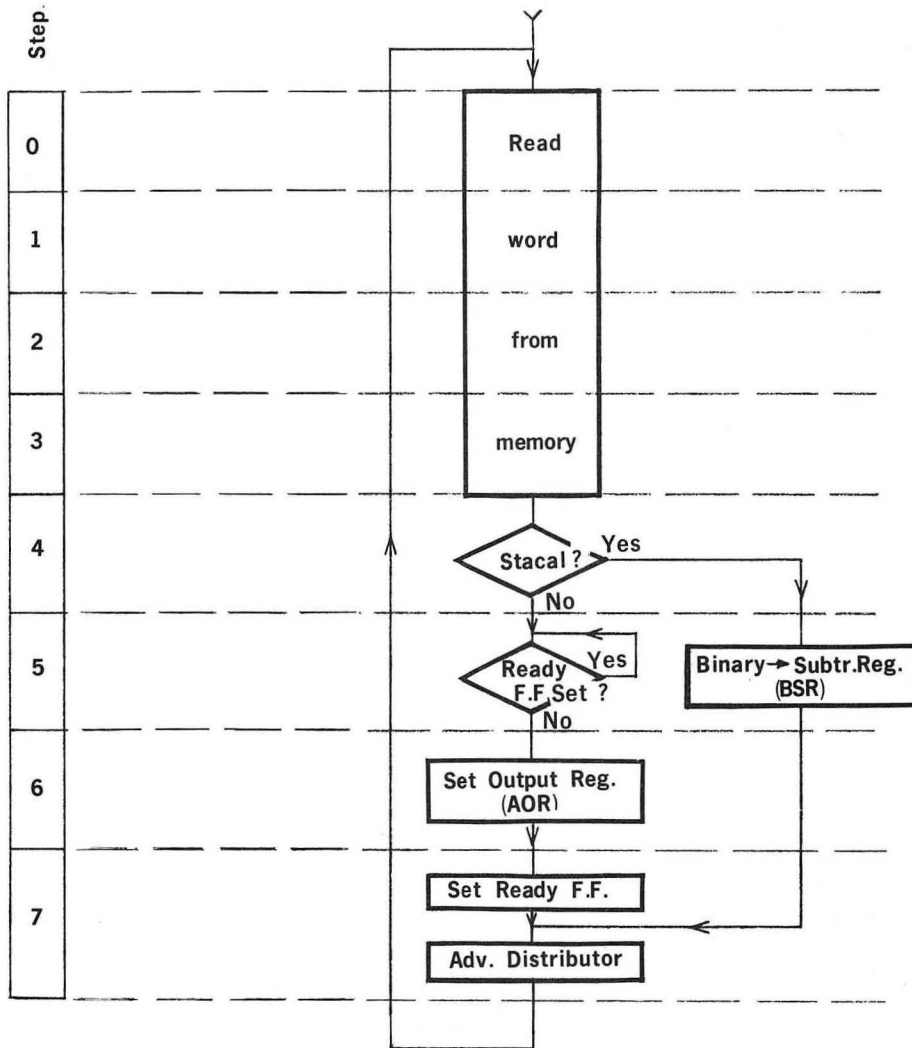 Step.
0
Read
1
word
2
from
3
memory
4
Stacal ?
Yes
No
5
Ready
F.F. Set ?
Yes
No
Binary → Subtr.Reg.
(BSR)
6
Set Output Reg.
(AOR)
7
Set Ready F.F.
Adv. Distributor